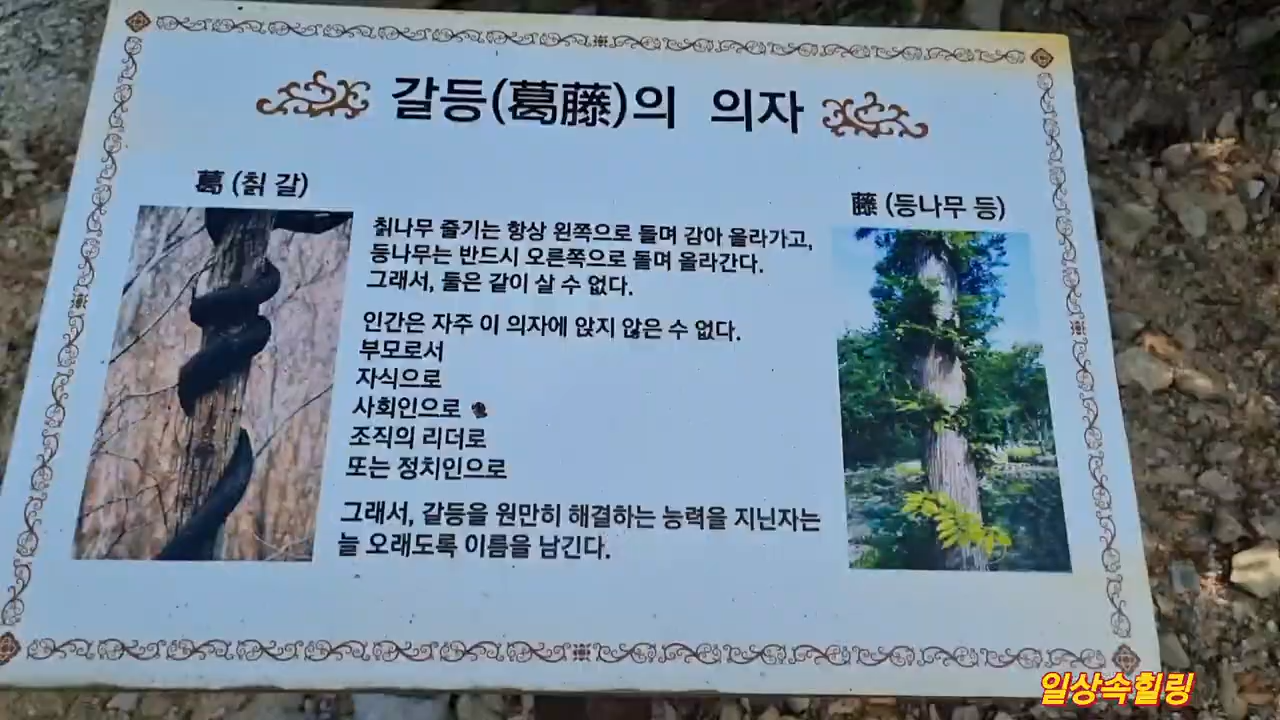 갈등(葛藤)의 의자
葛 (칡 갈)
藤 (등나무 등)
칡나무 줄기는 항상 왼쪽으로 돌며 감아 올라가고,
등나무는 반드시 오른쪽으로 돌며 올라간다.
그래서, 둘은 같이 살 수 없다.
인간은 자주 이 의자에 앉지 않은 수 없다.
부모로서
자식으로
사회인으로
조직의 리더로
또는 정치인으로
그래서, 갈등을 원만히 해결하는 능력을 지닌자는
늘 오래도록 이름을 남긴다.
일상속힐링